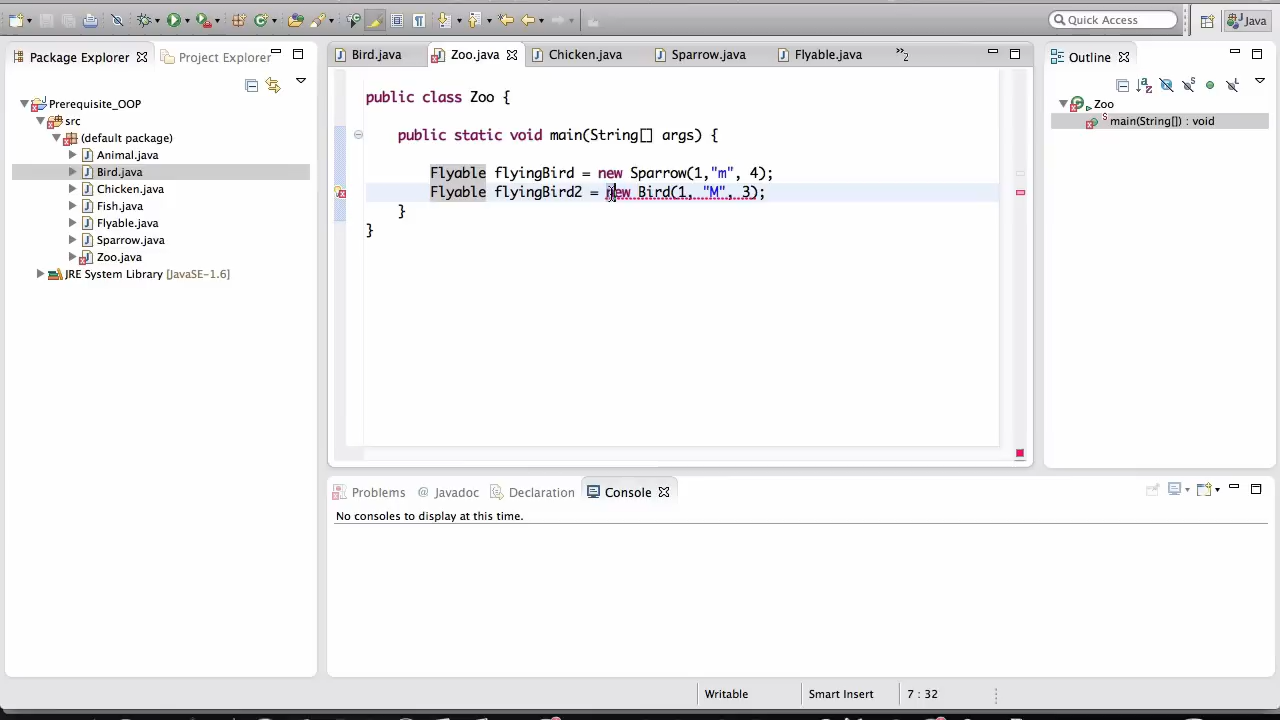 Quick Access
Java
Package Explorer
Project Explorer
Prerequisite_OOP
src
(default package)
Animal.java
Bird.java
Chicken.java
Fish.java
Flyable.java
Sparrow.java
Zoo.java
JRE System Library [JavaSE-1.6]
Bird.java
Zoo.java
Chicken.java
Sparrow.java
Flyable.java
»2
public class Zoo {
public static void main(String[] args) {
Flyable flyingBird = new Sparrow(1,"m", 4);
Flyable flyingBird2 = new Bird(1, "M", 3);
}
}
Outline
Zoo
main(String[]) : void
Problems
@ Javadoc
Declaration
Console
No consoles to display at this time.
Writable
Smart Insert
7 : 32